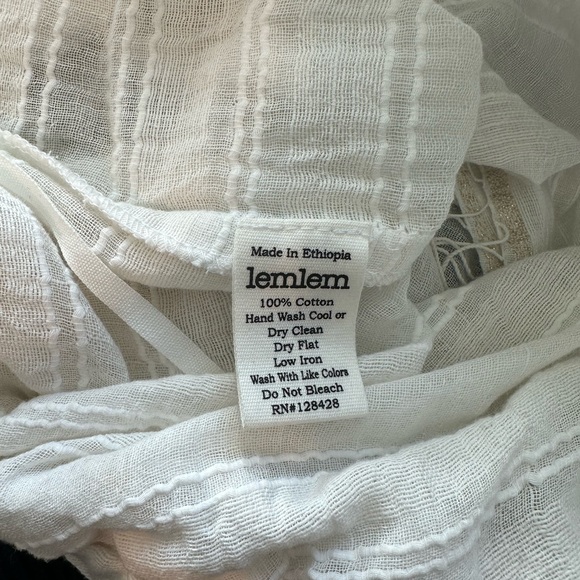 Made In Ethiopia
lemlem
100% Cotton
Hand Wash Cool or
Dry Clean
Dry Flat
Low Iron
Wash With Like Colors
Do Not Bleach
RN#128428